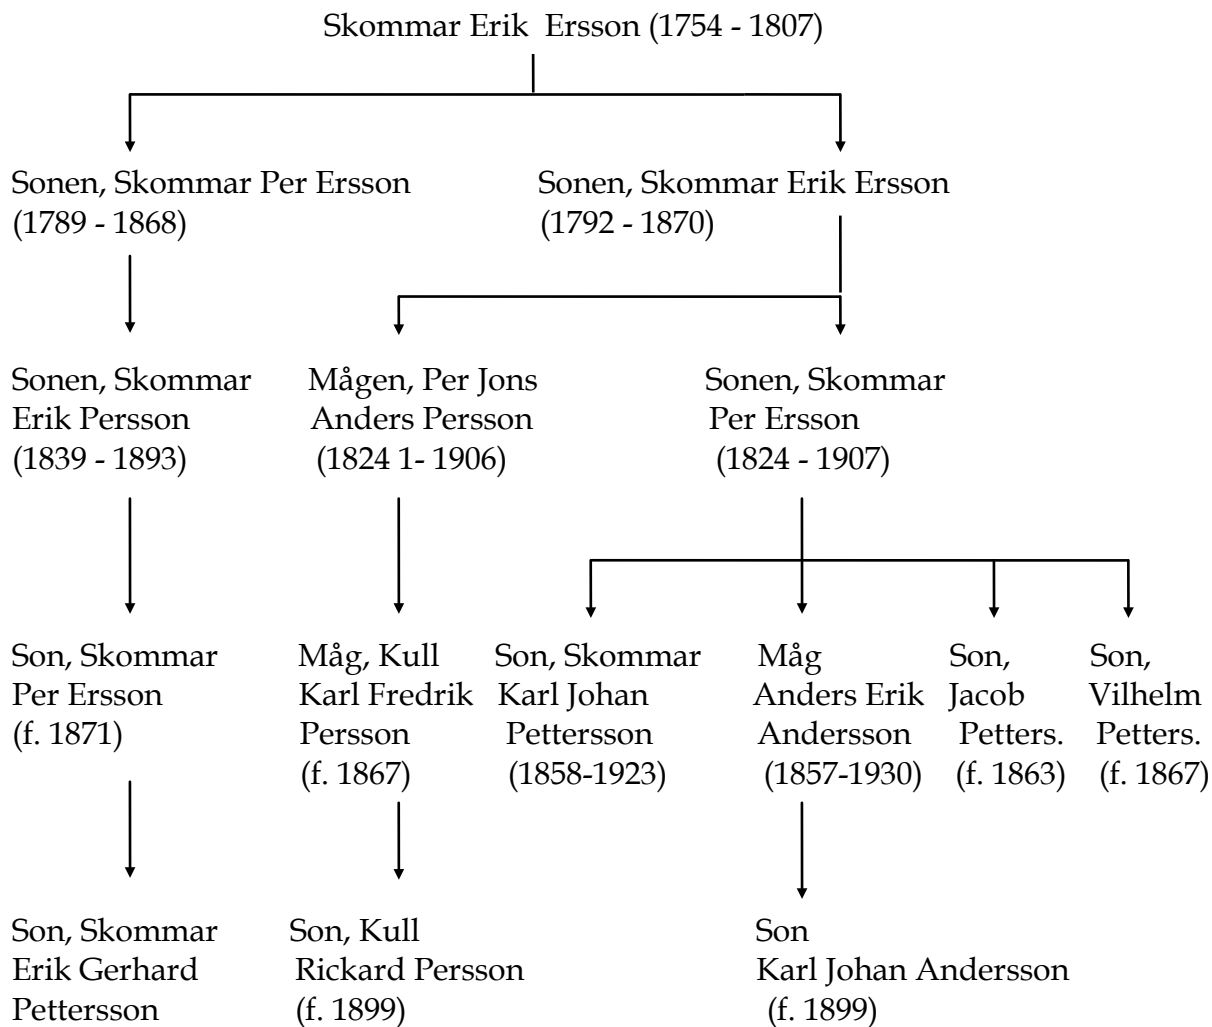 Skommar Erik  Ersson (1754 - 1807)
Sonen, Skommar Per Ersson
(1789 - 1868)
Sonen, Skommar Erik Ersson
(1792 - 1870)
Sonen, Skommar
Erik Persson
(1839 - 1893)
Mågen, Per Jons
Anders Persson
(1824 1- 1906)
Sonen, Skommar
Per Ersson
(1824 - 1907)
Son, Skommar
Per Ersson
(f. 1871)
Måg, Kull
Karl Fredrik
Persson
(f. 1867)
Son, Skommar
Karl Johan
Pettersson
(1858-1923)
Måg
Anders Erik
Andersson
(1857-1930)
Son,
Jacob
Petters.
(f. 1863)
Son,
Vilhelm
Petters.
(f. 1867)
Son, Skommar
Erik Gerhard
Pettersson
Son, Kull
Rickard Persson
(f. 1899)
Son
Karl Johan Andersson
(f. 1899)